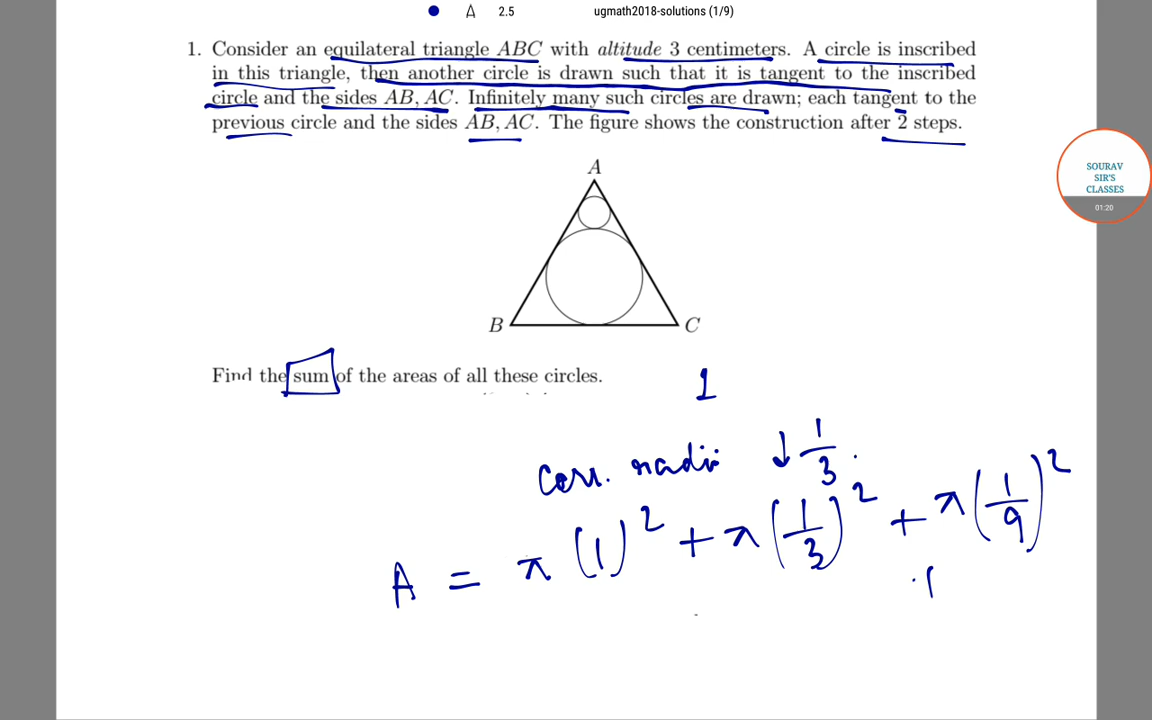 A 2.5 ugmath2018-solutions (1/9)
1. Consider an equilateral triangle ABC with altitude 3 centimeters. A circle is inscribed
in this triangle, then another circle is drawn such that it is tangent to the inscribed
circle and the sides AB, AC. Infinitely many such circles are drawn; each tangent to the
previous circle and the sides AB, AC. The figure shows the construction after 2 steps.
SOURAV
SIR'S
CLASSES
01:20
A
B C
Find the sum of the areas of all these circles.
1
Corr. radii ↓ 1/3.
A = π (1)² + π (1/3)² + π (1/9)²